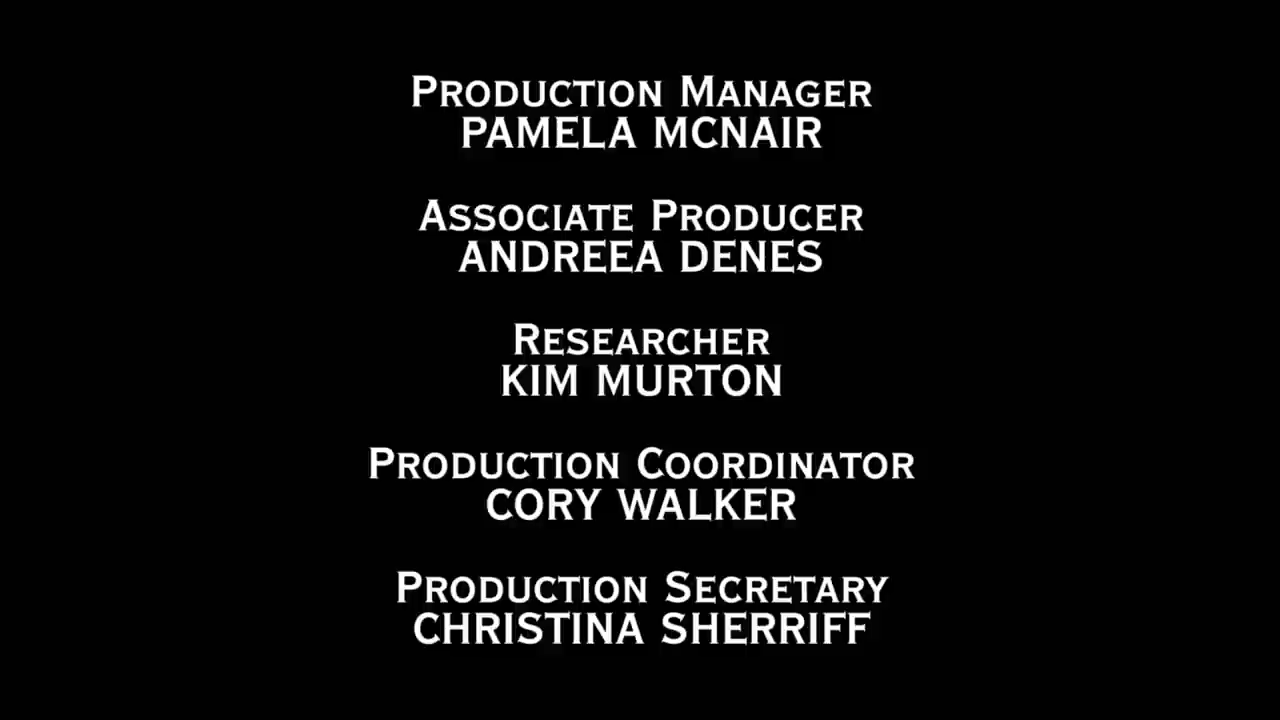 Production Manager
PAMELA MCNAIR
Associate Producer
ANDREEA DENES
Researcher
KIM MURTON
Production Coordinator
CORY WALKER
Production Secretary
CHRISTINA SHERRIFF